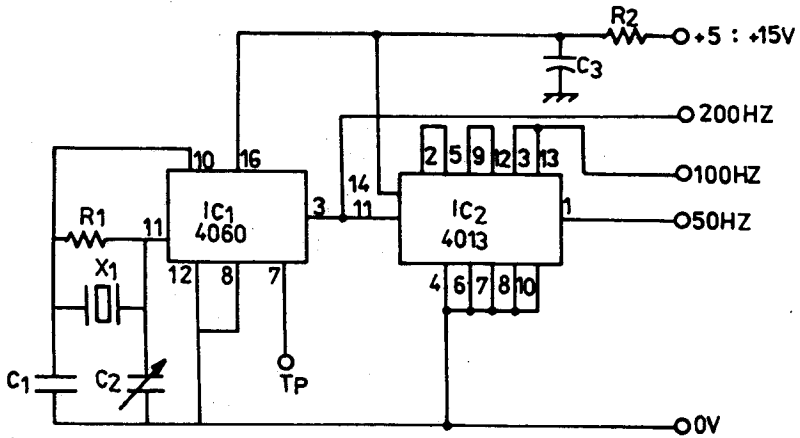 R2
+5 : +15V
C3
200HZ
2 5 9 12 3 13
100HZ
10 16
14
R1
11
IC1
4060
3
11
IC2
4013
1
50HZ
X1
12 8 7
4 6 7 8 10
C1
C2
TP
0V